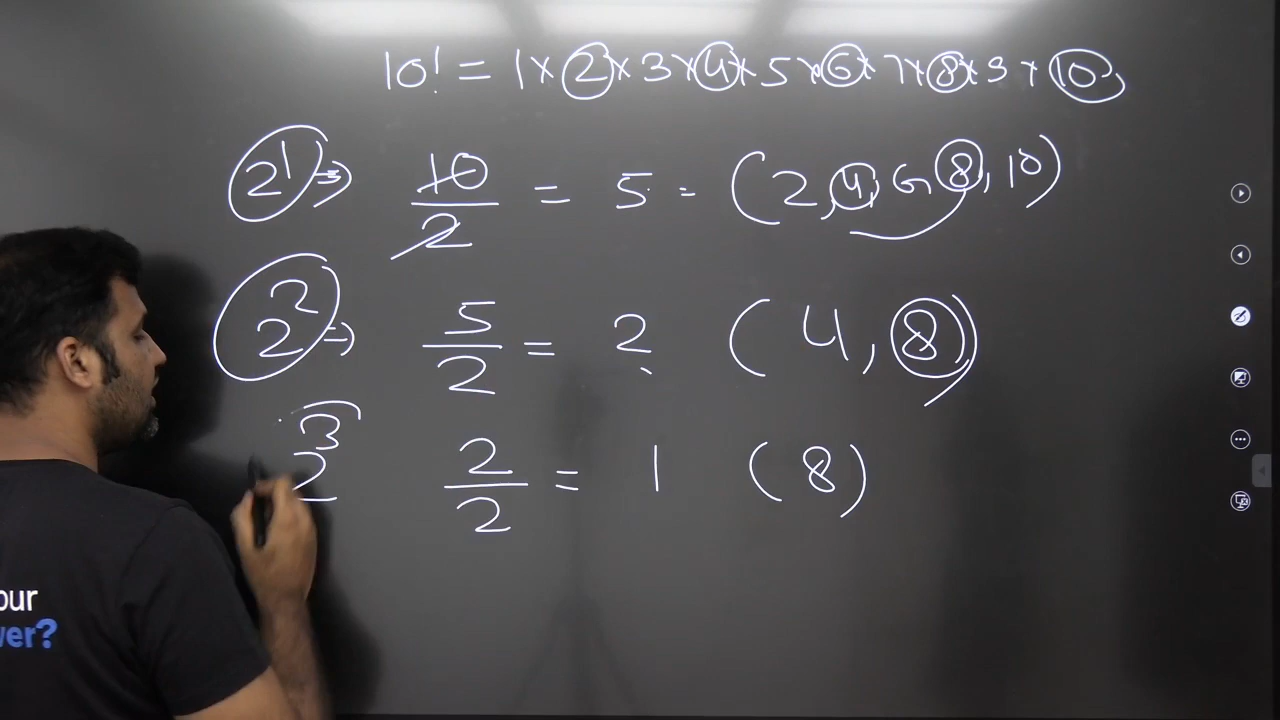 10! = 1 x 2 x 3 x 4 x 5 x 6 x 7 x 8 x 9 x 10,
2¹ ⇒ 10/2 = 5 = (2, 4, 6, 8, 10)
2² ⇒ 5/2 = 2 (4, 8)
2³ 2/2 = 1 (8)
our
wer?